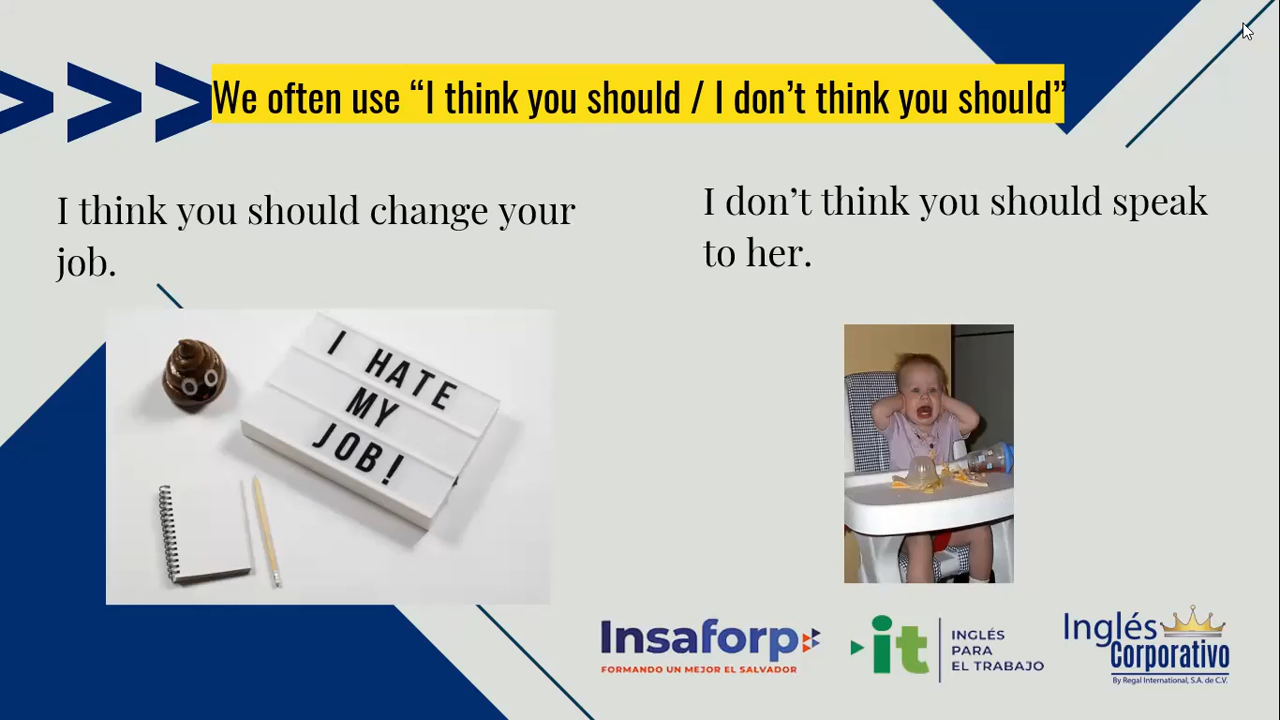 We often use “I think you should / I don’t think you should”
I think you should change your
job.
I don’t think you should speak
to her.
I HATE
MY
JOB!
Insaforp
FORMANDO UN MEJOR EL SALVADOR
it
INGLÉS
PARA
EL TRABAJO
Inglés
Corporativo
By Regal International, S.A. de C.V.